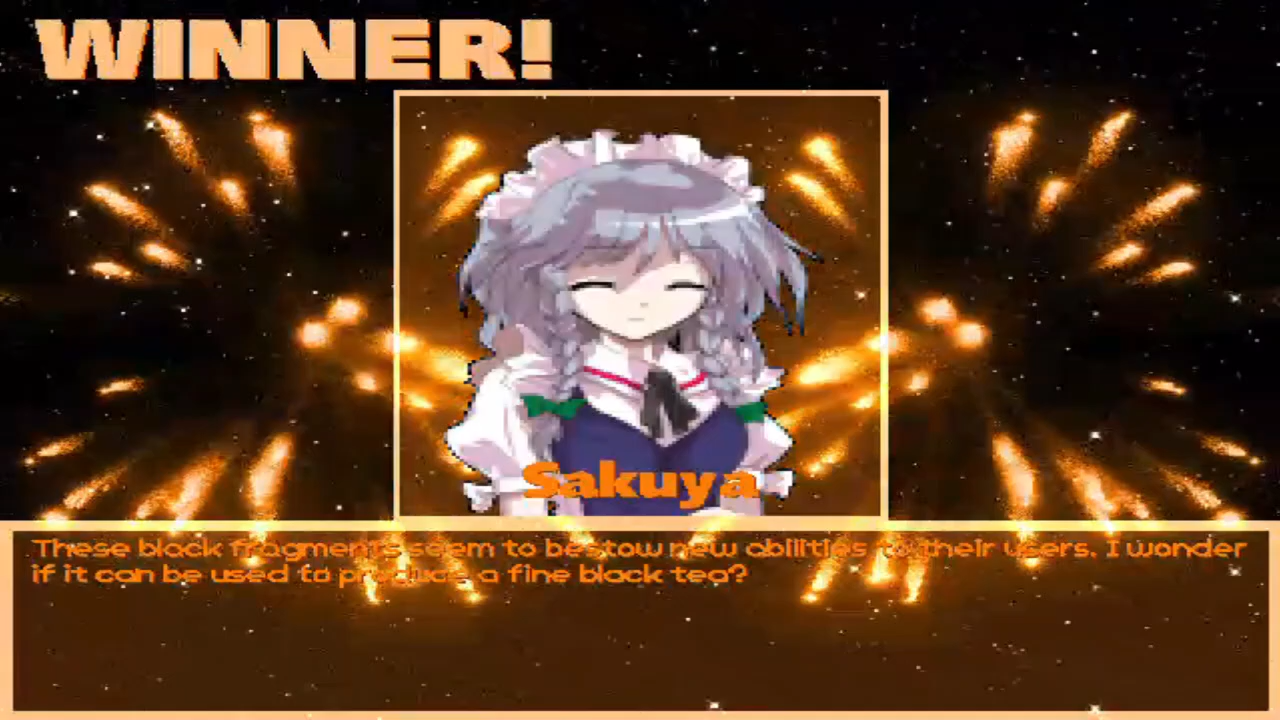 WINNER!
Sakuya
These black fragments seem to bestow new abilities to their users. I wonder
if it can be used to produce a fine black tea?